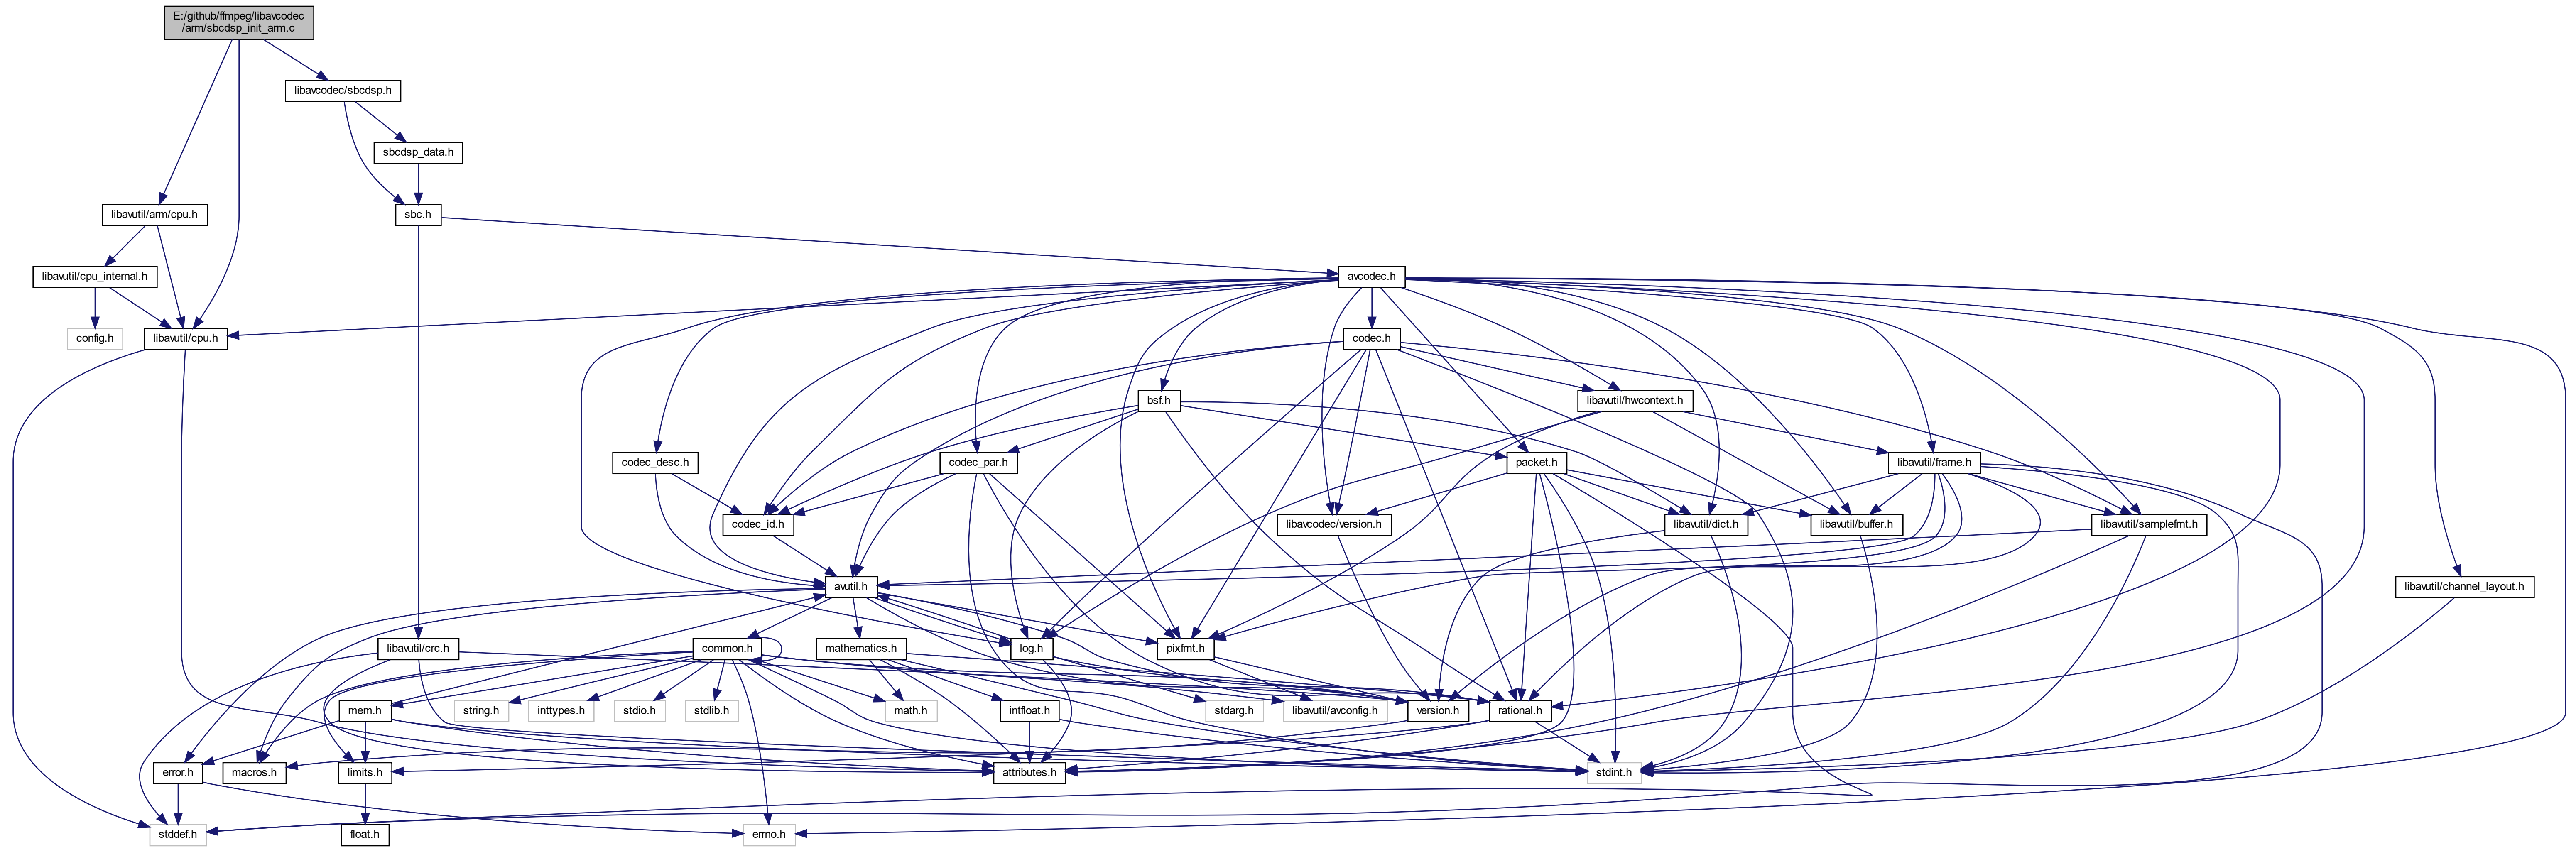 E:/github/ffmpeg/libavcodec
/arm/sbcdsp_init_arm.c
libavcodec/sbcdsp.h
sbcdsp_data.h
libavutil/arm/cpu.h
sbc.h
libavutil/cpu_internal.h
avcodec.h
config.h
libavutil/cpu.h
codec.h
bsf.h
libavutil/hwcontext.h
codec_desc.h
codec_par.h
packet.h
libavutil/frame.h
codec_id.h
libavcodec/version.h
libavutil/dict.h
libavutil/buffer.h
libavutil/samplefmt.h
avutil.h
libavutil/channel_layout.h
libavutil/crc.h
common.h
mathematics.h
log.h
pixfmt.h
mem.h
string.h
inttypes.h
stdio.h
stdlib.h
math.h
intfloat.h
stdarg.h
libavutil/avconfig.h
version.h
rational.h
error.h
macros.h
limits.h
attributes.h
stdint.h
stddef.h
float.h
errno.h